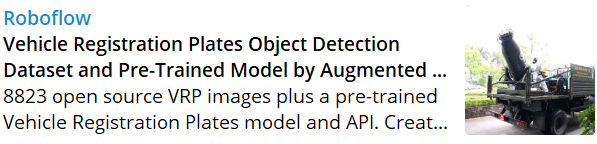 Roboflow
Vehicle Registration Plates Object Detection
Dataset and Pre-Trained Model by Augmented ...
8823 open source VRP images plus a pre-trained
Vehicle Registration Plates model and API. Creat...